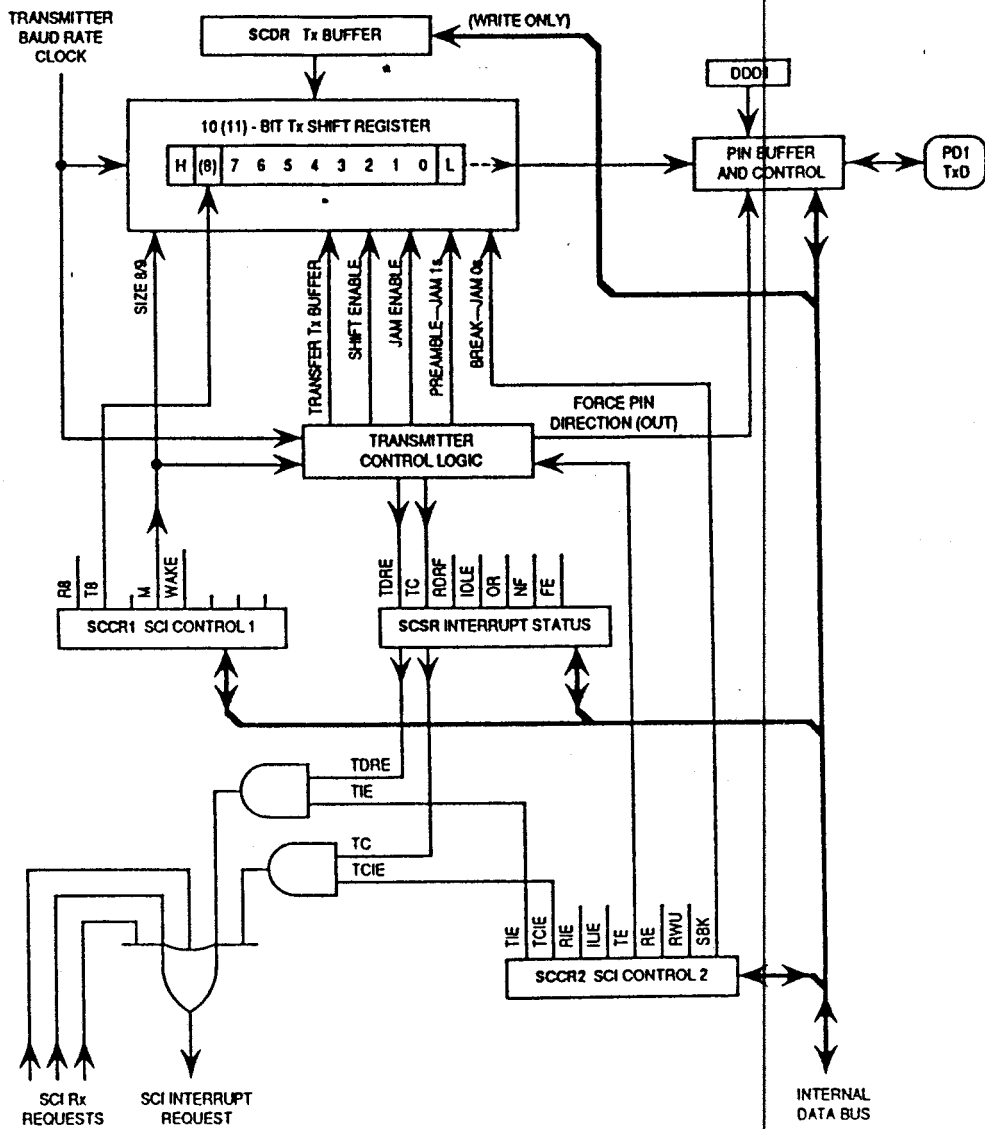 TRANSMITTER
BAUD RATE
CLOCK
SCDR Tx BUFFER
(WRITE ONLY)
DDD1
10 (11) - BIT Tx SHIFT REGISTER
H (8) 7 6 5 4 3 2 1 0 L
PIN BUFFER
AND CONTROL
PD1
TxD
SIZE 8/9
TRANSFER Tx BUFFER
SHIFT ENABLE
JAM ENABLE
PREAMBLE—JAM 1s
BREAK—JAM 0s
FORCE PIN
DIRECTION (OUT)
TRANSMITTER
CONTROL LOGIC
R8
T8
M
WAKE
TDRE
TC
RDRF
IDLE
OR
NF
FE
SCCR1 SCI CONTROL 1
SCSR INTERRUPT STATUS
TDRE
TIE
TC
TCIE
TIE
TCIE
RIE
ILIE
TE
RE
RWU
SBK
SCCR2 SCI CONTROL 2
SCI Rx
REQUESTS
SCI INTERRUPT
REQUEST
INTERNAL
DATA BUS